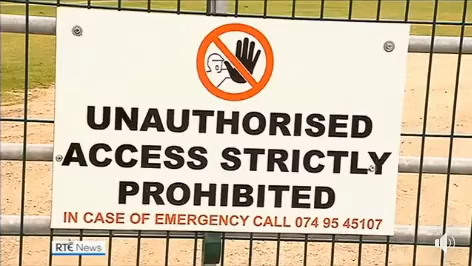 UNAUTHORISED
ACCESS STRICTLY
PROHIBITED
IN CASE OF EMERGENCY CALL 074 95 45107
RTÉ News